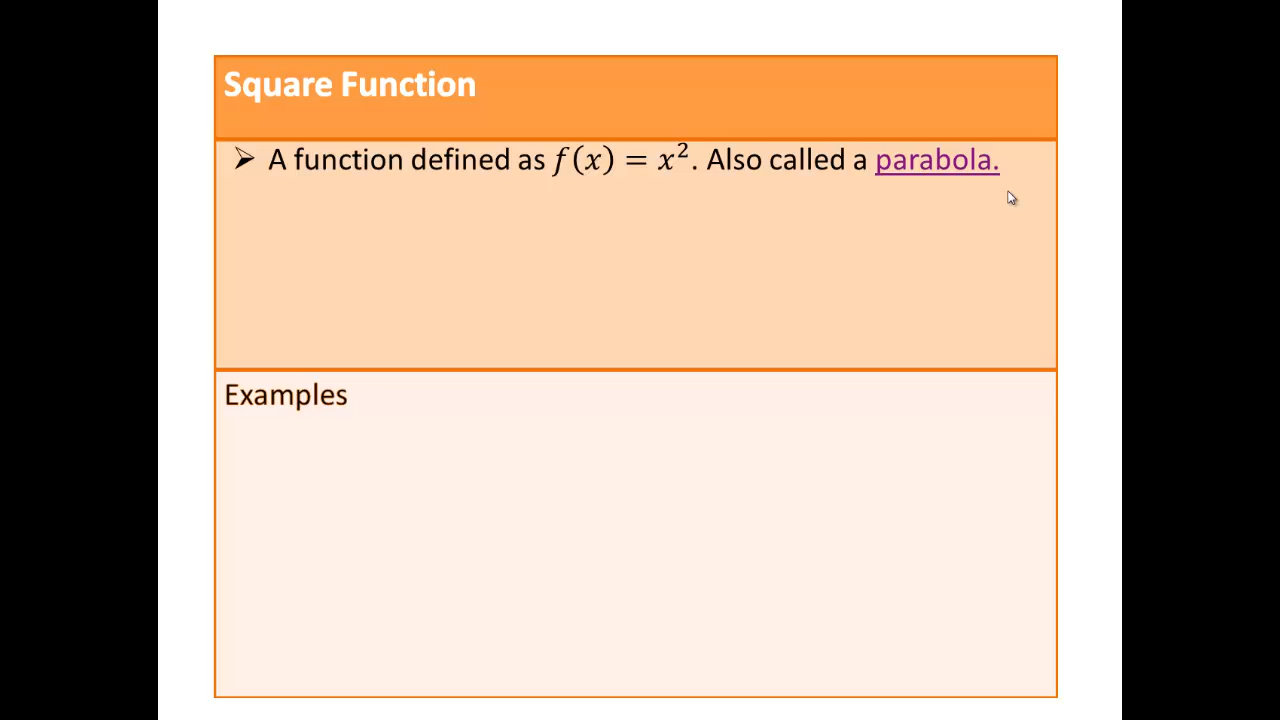 Square Function
➢ A function defined as 𝑓(𝑥) = 𝑥². Also called a parabola.
Examples